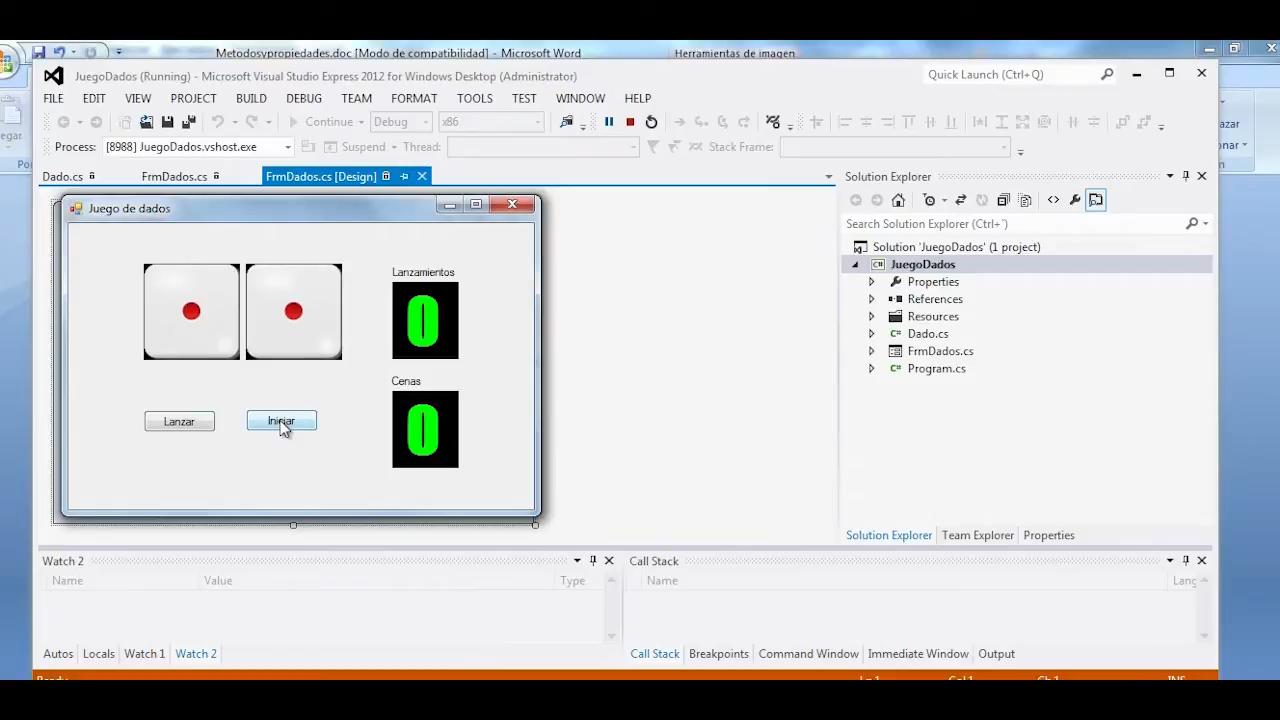 Metodosypropiedades.doc [Modo de compatibilidad] - Microsoft Word
Herramientas de imagen
JuegoDados (Running) - Microsoft Visual Studio Express 2012 for Windows Desktop (Administrator)
Quick Launch (Ctrl+Q)
FILE EDIT VIEW PROJECT BUILD DEBUG TEAM FORMAT TOOLS TEST WINDOW HELP
Continue Debug x86
Process: [8988] JuegoDados.vshost.exe Suspend Thread: Stack Frame:
Dado.cs FrmDados.cs FrmDados.cs [Design]
Solution Explorer
Juego de dados
Search Solution Explorer (Ctrl+´)
Solution 'JuegoDados' (1 project)
JuegoDados
Properties
References
Resources
Dado.cs
FrmDados.cs
Program.cs
Lanzamientos
0
Cenas
0
Lanzar
Iniciar
Solution Explorer Team Explorer Properties
Watch 2
Name Value Type
Call Stack
Name Lang
Autos Locals Watch 1 Watch 2
Call Stack Breakpoints Command Window Immediate Window Output